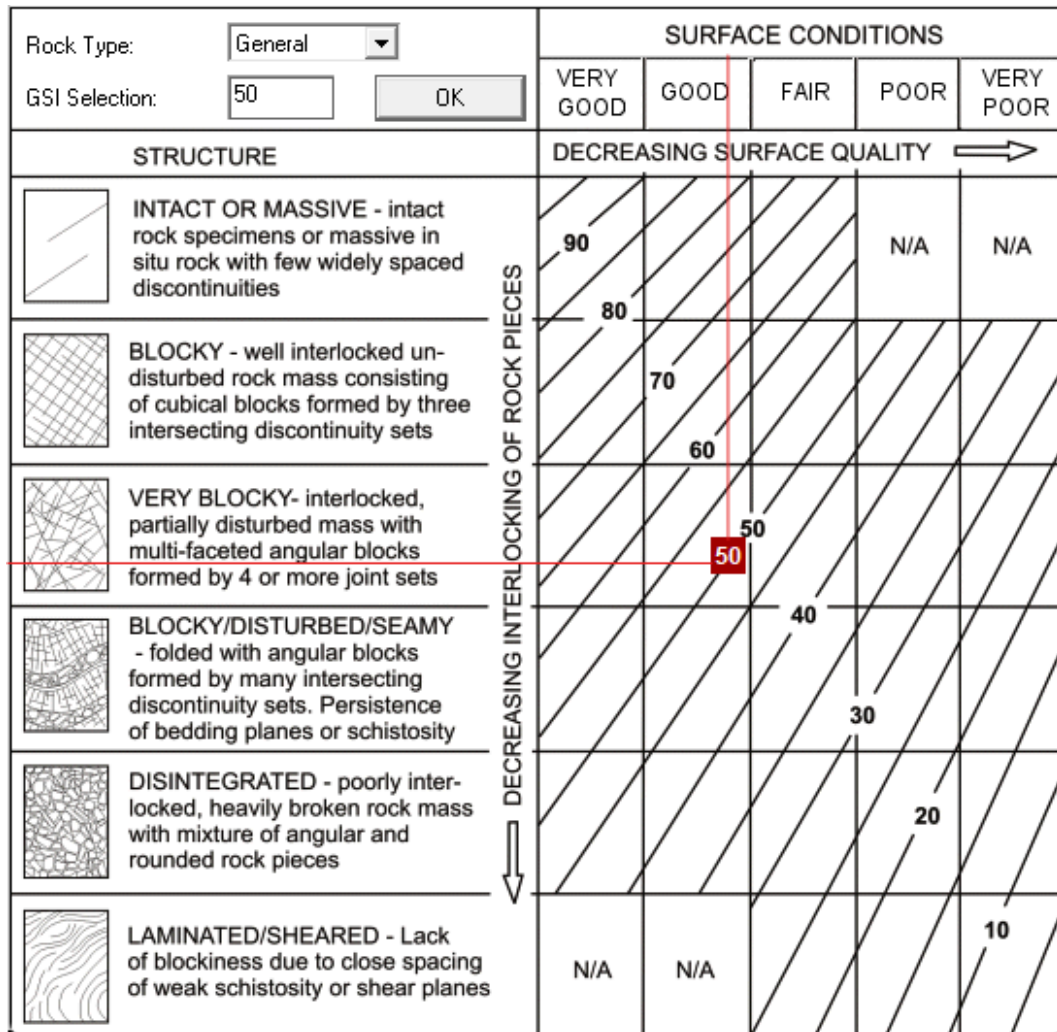 Rock Type:
General
GSI Selection:
50
OK
SURFACE CONDITIONS
VERY
GOOD
GOOD
FAIR
POOR
VERY
POOR
STRUCTURE
DECREASING SURFACE QUALITY
INTACT OR MASSIVE - intact
rock specimens or massive in
situ rock with few widely spaced
discontinuities
BLOCKY - well interlocked un-
disturbed rock mass consisting
of cubical blocks formed by three
intersecting discontinuity sets
VERY BLOCKY- interlocked,
partially disturbed mass with
multi-faceted angular blocks
formed by 4 or more joint sets
BLOCKY/DISTURBED/SEAMY
- folded with angular blocks
formed by many intersecting
discontinuity sets. Persistence
of bedding planes or schistosity
DISINTEGRATED - poorly inter-
locked, heavily broken rock mass
with mixture of angular and
rounded rock pieces
LAMINATED/SHEARED - Lack
of blockiness due to close spacing
of weak schistosity or shear planes
DECREASING INTERLOCKING OF ROCK PIECES
90
N/A
N/A
80
70
60
50
50
40
30
20
10
N/A
N/A